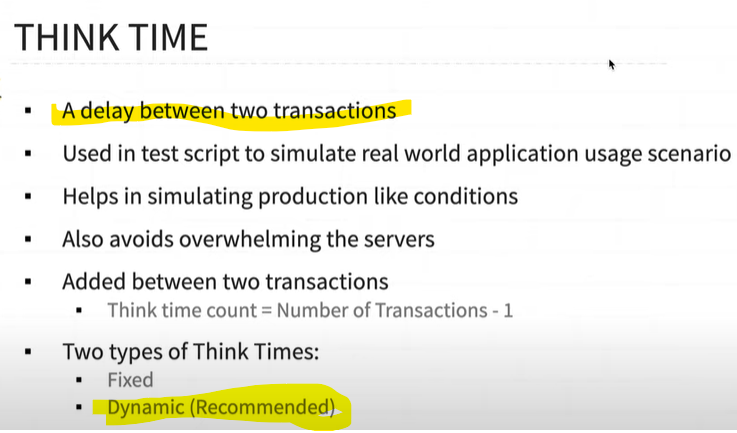 THINK TIME
▪ A delay between two transactions
▪ Used in test script to simulate real world application usage scenario
▪ Helps in simulating production like conditions
▪ Also avoids overwhelming the servers
▪ Added between two transactions
▪ Think time count = Number of Transactions - 1
▪ Two types of Think Times:
▪ Fixed
▪ Dynamic (Recommended)